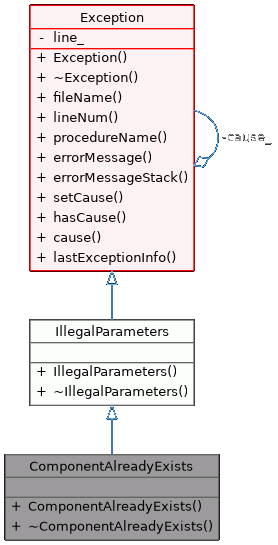 Exception
- line_
+ Exception()
+ ~Exception()
+ fileName()
+ lineNum()
+ procedureName()
+ errorMessage()
+ errorMessageStack()
+ setCause()
+ hasCause()
+ cause()
+ lastExceptionInfo()
-cause_
IllegalParameters
+ IllegalParameters()
+ ~IllegalParameters()
ComponentAlreadyExists
+ ComponentAlreadyExists()
+ ~ComponentAlreadyExists()